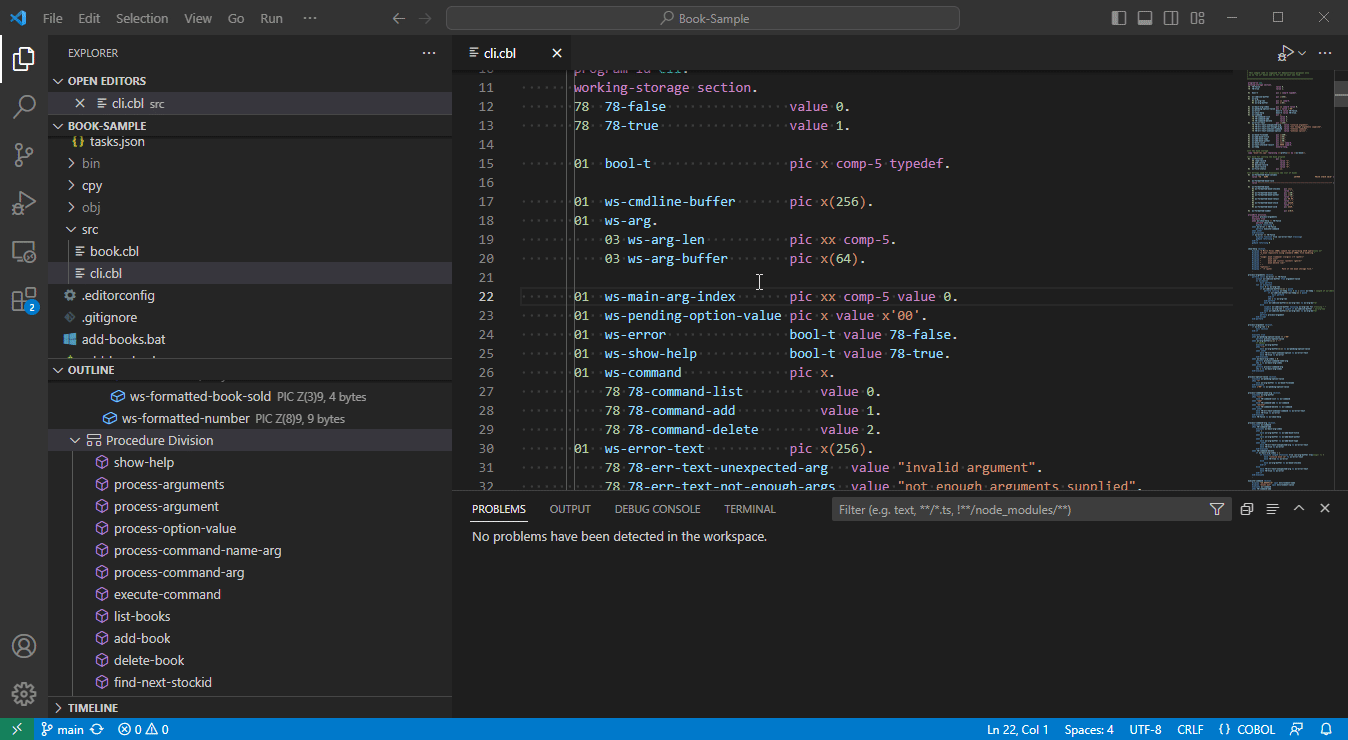 File Edit Selection View Go Run ··· Book-Sample
EXPLORER
OPEN EDITORS
cli.cbl src
BOOK-SAMPLE
tasks.json
bin
cpy
obj
src
book.cbl
cli.cbl
.editorconfig
.gitignore
add-books.bat
OUTLINE
ws-formatted-book-sold PIC Z(3)9, 4 bytes
ws-formatted-number PIC Z(8)9, 9 bytes
Procedure Division
show-help
process-arguments
process-argument
process-option-value
process-command-name-arg
process-command-arg
execute-command
list-books
add-book
delete-book
find-next-stockid
TIMELINE
cli.cbl
10 program-id cli.
11 working-storage section.
12 78 78-false value 0.
13 78 78-true value 1.
14
15 01 bool-t pic x comp-5 typedef.
16
17 01 ws-cmdline-buffer pic x(256).
18 01 ws-arg.
19 03 ws-arg-len pic xx comp-5.
20 03 ws-arg-buffer pic x(64).
21
22 01 ws-main-arg-index pic xx comp-5 value 0.
23 01 ws-pending-option-value pic x value x'00'.
24 01 ws-error bool-t value 78-false.
25 01 ws-show-help bool-t value 78-true.
26 01 ws-command pic x.
27 78 78-command-list value 0.
28 78 78-command-add value 1.
29 78 78-command-delete value 2.
30 01 ws-error-text pic x(256).
31 78 78-err-text-unexpected-arg value "invalid argument".
32 78 78-err-text-not-enough-args value "not enough arguments supplied".
PROBLEMS OUTPUT DEBUG CONSOLE TERMINAL Filter (e.g. text, **/*.ts, !**/node_modules/**)
No problems have been detected in the workspace.
2
main 0 0 Ln 22, Col 1 Spaces: 4 UTF-8 CRLF {} COBOL